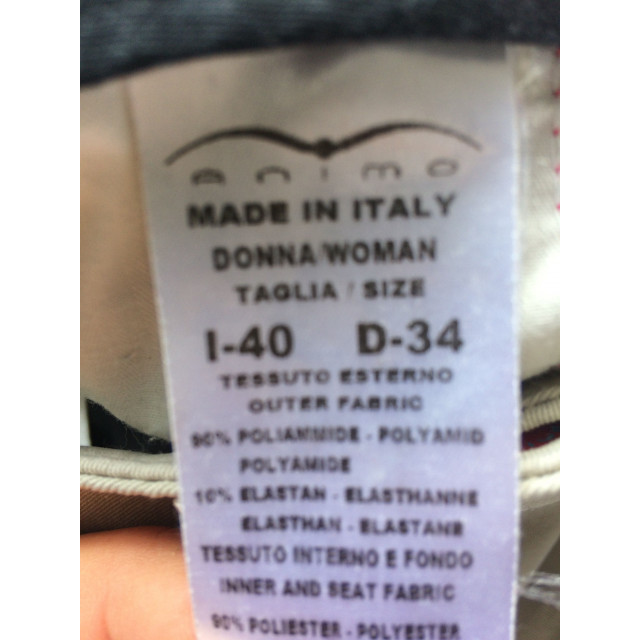 animo
MADE IN ITALY
DONNA/WOMAN
TAGLIA / SIZE
I-40 D-34
TESSUTO ESTERNO
OUTER FABRIC
90% POLIAMMIDE - POLYAMID
POLYAMIDE
10% ELASTAN - ELASTHANNE
ELASTHAN - ELASTANE
TESSUTO INTERNO E FONDO
INNER AND SEAT FABRIC
90% POLIESTER - POLYESTER